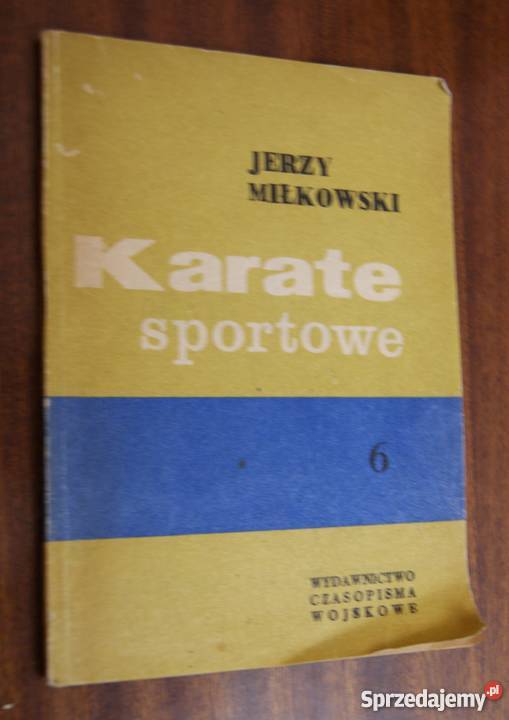 JERZY
MIŁKOWSKI
Karate
sportowe
6
WYDAWNICTWO
CZASOPISMA
WOJSKOWE
Sprzedajemy.pl